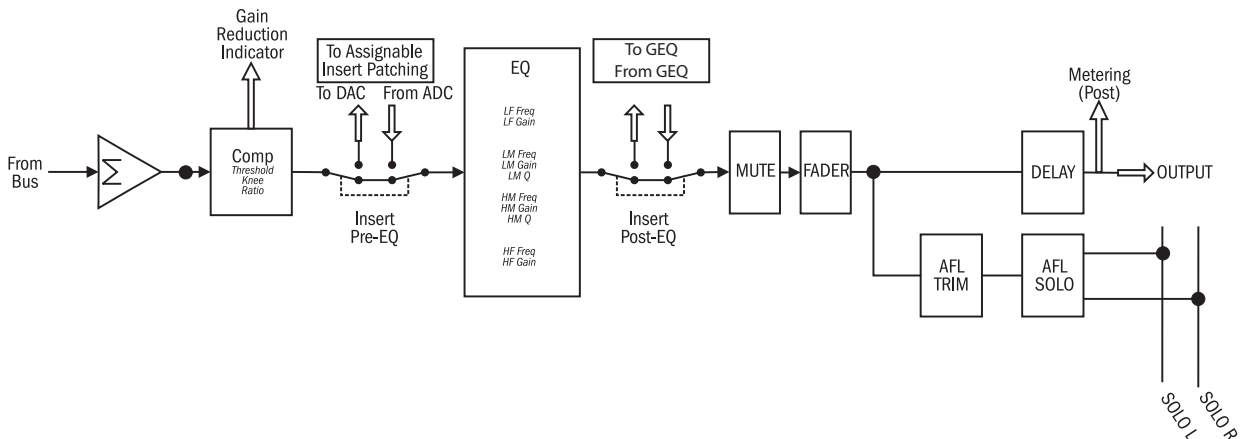 Gain
Reduction
Indicator
To Assignable
Insert Patching
To DAC
From ADC
EQ
LF Freq
LF Gain
LM Freq
LM Gain
LM Q
HM Freq
HM Gain
HM Q
HF Freq
HF Gain
To GEQ
From GEQ
Metering
(Post)
From
Bus
Σ
Comp
Threshold
Knee
Ratio
Insert
Pre-EQ
Insert
Post-EQ
MUTE
FADER
DELAY
OUTPUT
AFL
TRIM
AFL
SOLO
SOLO L
SOLO R